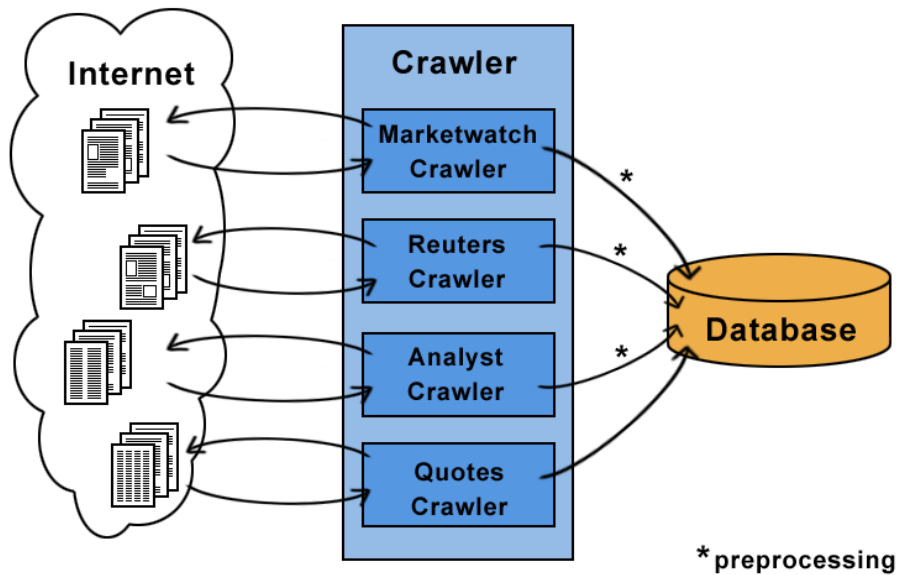 Internet
Crawler
Marketwatch
Crawler
*
Reuters
Crawler
*
Database
Analyst
Crawler
*
Quotes
Crawler
*preprocessing